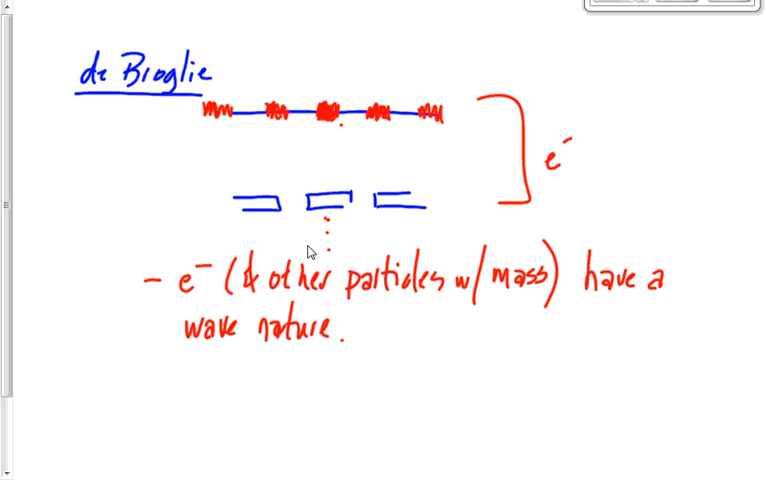 de Broglie
e⁻
- e⁻ (& other particles w/ mass) have a
wave nature.